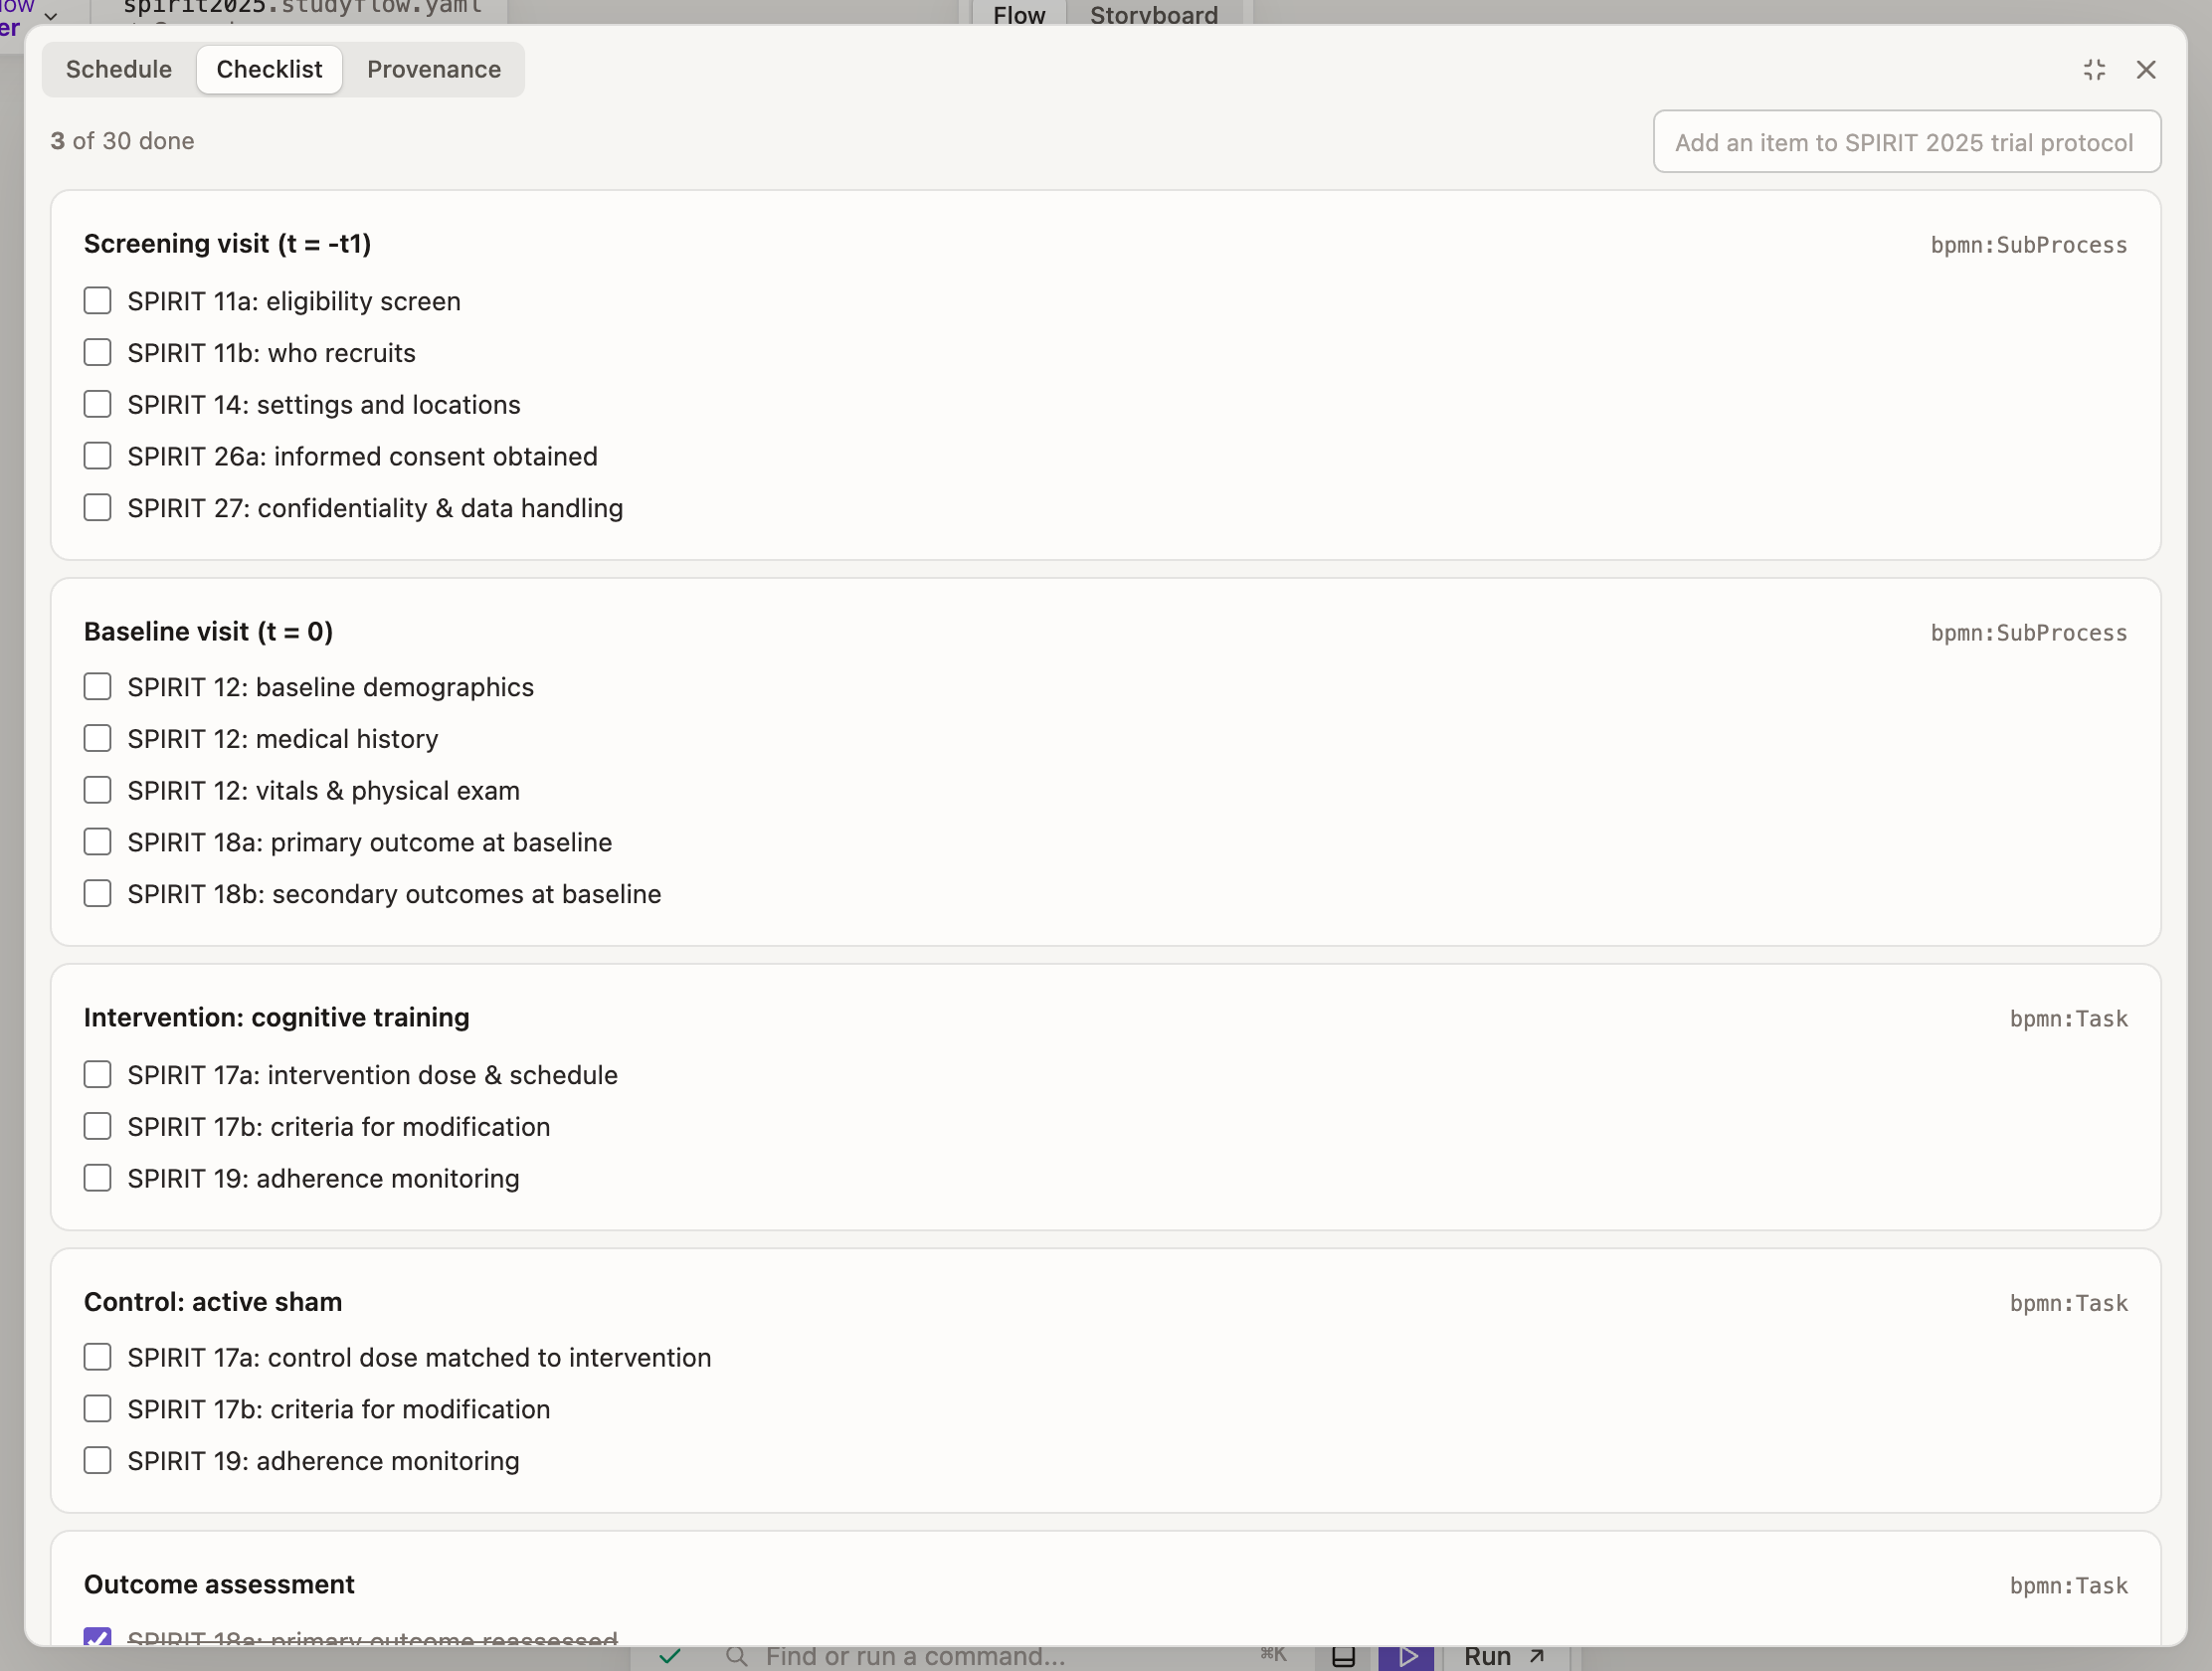 er
spirit2025.studyflow.yaml
Flow
Storyboard
Schedule
Checklist
Provenance
3 of 30 done
Add an item to SPIRIT 2025 trial protocol
Screening visit (t = -t1)
bpmn:SubProcess
SPIRIT 11a: eligibility screen
SPIRIT 11b: who recruits
SPIRIT 14: settings and locations
SPIRIT 26a: informed consent obtained
SPIRIT 27: confidentiality & data handling
Baseline visit (t = 0)
bpmn:SubProcess
SPIRIT 12: baseline demographics
SPIRIT 12: medical history
SPIRIT 12: vitals & physical exam
SPIRIT 18a: primary outcome at baseline
SPIRIT 18b: secondary outcomes at baseline
Intervention: cognitive training
bpmn:Task
SPIRIT 17a: intervention dose & schedule
SPIRIT 17b: criteria for modification
SPIRIT 19: adherence monitoring
Control: active sham
bpmn:Task
SPIRIT 17a: control dose matched to intervention
SPIRIT 17b: criteria for modification
SPIRIT 19: adherence monitoring
Outcome assessment
bpmn:Task
SPIRIT 18a: primary outcome reassessed
Find or run a command...
⌘K
Run